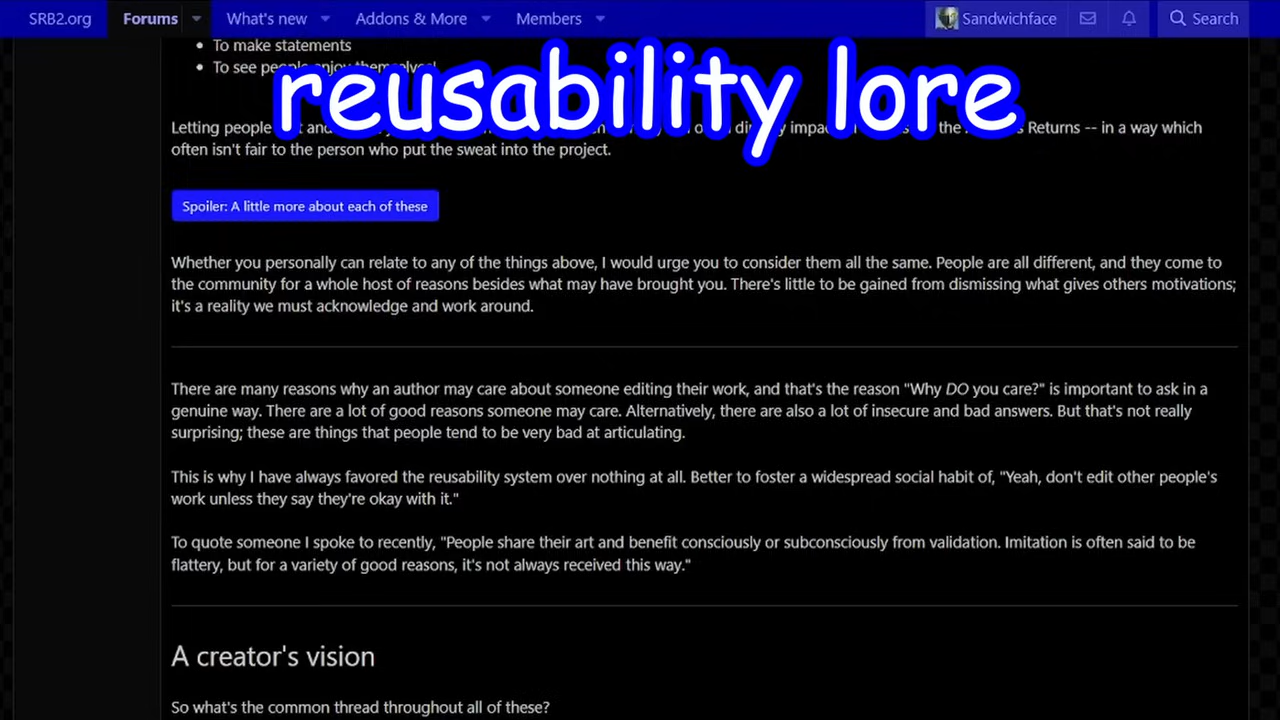 SRB2.org Forums What's new Addons & More Members Sandwichface Search
To make statements
To see people enjoy themselves!
reusability lore
Letting people impa Returns -- in a way which
often isn't fair to the person who put the sweat into the project.
Spoiler: A little more about each of these
Whether you personally can relate to any of the things above, I would urge you to consider them all the same. People are all different, and they come to
the community for a whole host of reasons besides what may have brought you. There's little to be gained from dismissing what gives others motivations;
it's a reality we must acknowledge and work around.
There are many reasons why an author may care about someone editing their work, and that's the reason "Why DO you care?" is important to ask in a
genuine way. There are a lot of good reasons someone may care. Alternatively, there are also a lot of insecure and bad answers. But that's not really
surprising; these are things that people tend to be very bad at articulating.
This is why I have always favored the reusability system over nothing at all. Better to foster a widespread social habit of, "Yeah, don't edit other people's
work unless they say they're okay with it."
To quote someone I spoke to recently, "People share their art and benefit consciously or subconsciously from validation. Imitation is often said to be
flattery, but for a variety of good reasons, it's not always received this way."
A creator's vision
So what's the common thread throughout all of these?